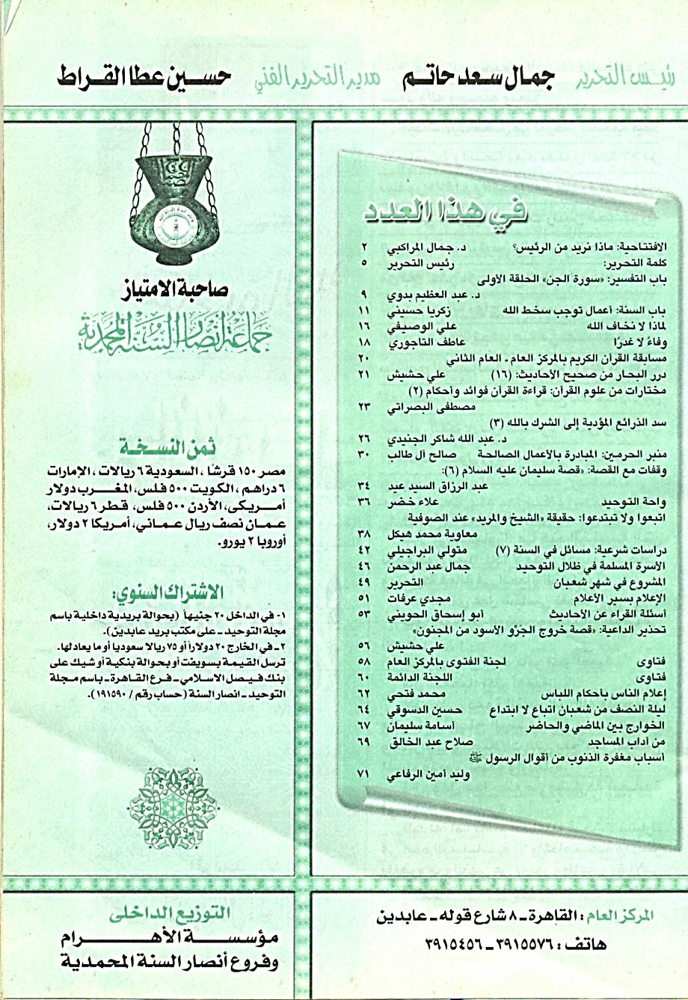 رئيس التحرير جمال سعد حاتم مدير التحرير الفني حسين عطا القراط
في هذا العدد
الافتتاحية: ماذا نريد من الرئيس؟ د. جمال المراكبي ٢
كلمة التحرير: رئيس التحرير ٥
باب التفسير: «سورة الجن» الحلقة الأولى
د. عبد العظيم بدوي ٩
باب السنة: أعمال توجب سخط الله زكريا حسيني ١١
لماذا لا نخاف الله علي الوصيفي ١٦
وفاءً لا غدرًا عاطف التاجوري ١٨
مسابقة القرآن الكريم بالمركز العام ـ العام الثاني ٢٠
درر البحار من صحيح الأحاديث: (١٦) علي حشيش ٢١
مختارات من علوم القرآن: قراءة القرآن فوائد وأحكام (٢)
مصطفى البصراتي ٢٣
سد الذرائع المؤدية إلى الشرك بالله (٣)
د. عبد الله شاكر الجنيدي ٢٦
منبر الحرمين: المبادرة بالأعمال الصالحة صالح آل طالب ٣٠
وقفات مع القصة: «قصة سليمان عليه السلام (٦):
عبد الرزاق السيد عيد ٣٤
واحة التوحيد علاء خضر ٣٦
اتبعوا ولا تبتدعوا: حقيقة «الشيخ والمريد» عند الصوفية
معاوية محمد هيكل ٣٨
دراسات شرعية: مسائل في السنة (٧) متولي البراجيلي ٤٢
الأسرة المسلمة في ظلال التوحيد جمال عبد الرحمن ٤٦
المشروع في شهر شعبان التحرير ٤٩
الإعلام بسير الأعلام مجدي عرفات ٥١
أسئلة القراء عن الأحاديث أبو إسحاق الحويني ٥٣
تحذير الداعية: «قصة خروج الجَرْو الأسود من المجنون»
علي حشيش ٥٦
فتاوى لجنة الفتوى بالمركز العام ٥٨
فتاوى اللجنة الدائمة ٦٠
إعلام الناس بأحكام اللباس محمد فتحي ٦٢
ليلة النصف من شعبان اتباع لا ابتداع حسين الدسوقي ٦٤
الخوارج بين الماضي والحاضر أسامة سليمان ٦٧
من آداب المساجد صلاح عبد الخالق ٦٩
أسباب مغفرة الذنوب من أقوال الرسول ﷺ
وليد أمين الرفاعي ٧١
صاحبة الامتياز
جماعة أنصار السنة المحمدية
ثمن النسخة
مصر ١٥٠ قرشا ، السعودية ٦ ريالات ، الإمارات
٦ دراهم ، الكويت ٥٠٠ فلس، المغرب دولار
أمريكى، الأردن ٥٠٠ فلس، قطر ٦ ريالات،
عمان نصف ريال عماني، أمريكا ٢ دولار،
أوروبا ٢ يورو.
الاشتراك السنوي:
١- في الداخل ٢٠ جنيهاً (بحوالة بريدية داخلية باسم
مجلة التوحيد ـ على مكتب بريد عابدين).
٢ـ في الخارج ٢٠ دولاراً أو ٧٥ ريالا سعوديا أو ما يعادلها.
ترسل القيمة بسويفت أو بحوالة بنكية أو شيك على
بنك فيصل الاسلامي ـ فرع القاهرة ـ باسم مجلة
التوحيد ـ انصار السنة (حساب رقم / ١٩١٥٩٠).
المركز العام : القاهرة ـ ٨ شارع قوله ـ عابدين
هاتف : ٣٩١٥٥٧٦ ـ ٣٩١٥٤٥٦
التوزيع الداخلى
مؤسسة الأهرام
وفروع أنصار السنة المحمدية